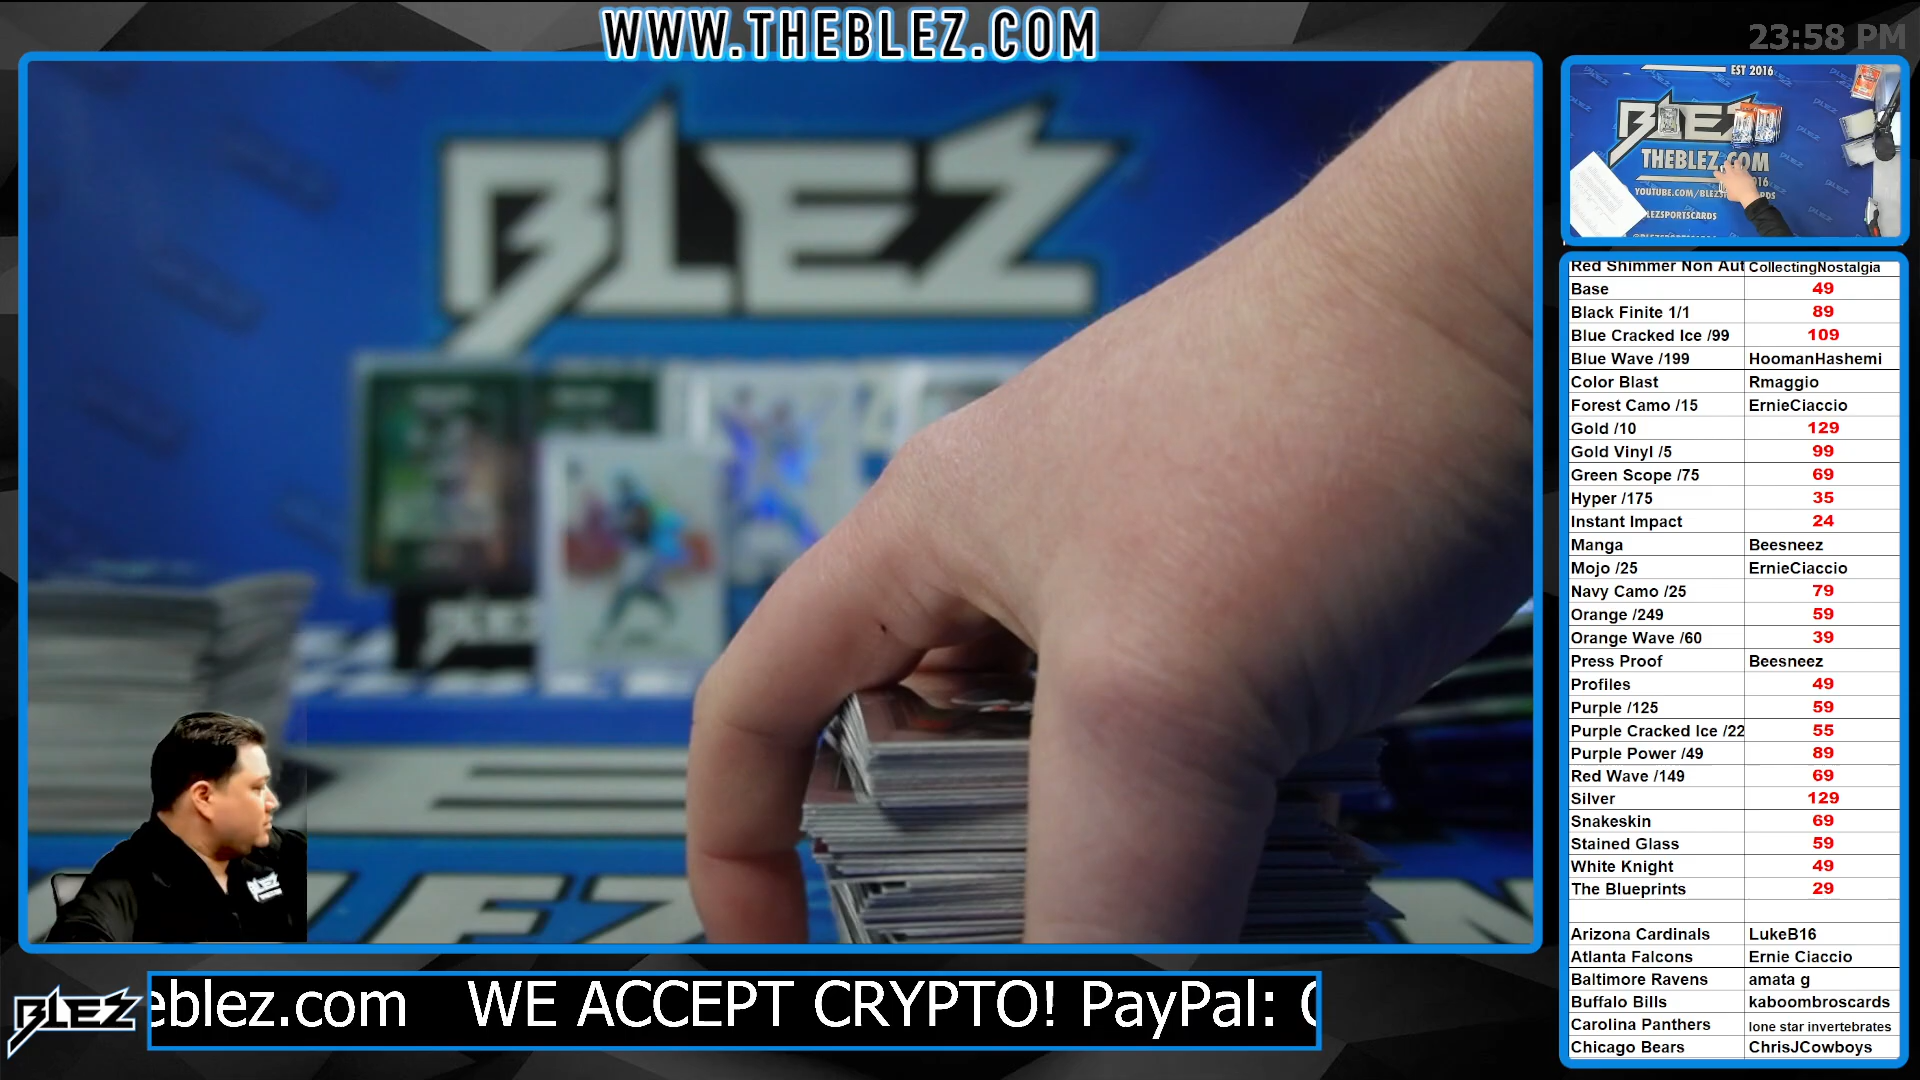 WWW.THEBLEZ.COM
23:58 PM
BLEZ
EST 2016
BLEZ
THEBLEZ.COM
2016
YOUTUBE.COM/BLEZ
LEZSPORTSCARDS
Red Shimmer Non Aut CollectingNostalgia
Base 49
Black Finite 1/1 89
Blue Cracked Ice /99 109
Blue Wave /199 HoomanHashemi
Color Blast Rmaggio
Forest Camo /15 ErnieCiaccio
Gold /10 129
Gold Vinyl /5 99
Green Scope /75 69
Hyper /175 35
Instant Impact 24
Manga Beesneez
Mojo /25 ErnieCiaccio
Navy Camo /25 79
Orange /249 59
Orange Wave /60 39
Press Proof Beesneez
Profiles 49
Purple /125 59
Purple Cracked Ice /22 55
Purple Power /49 89
Red Wave /149 69
Silver 129
Snakeskin 69
Stained Glass 59
White Knight 49
The Blueprints 29
Arizona Cardinals LukeB16
Atlanta Falcons Ernie Ciaccio
Baltimore Ravens amata g
Buffalo Bills kaboombroscards
Carolina Panthers lone star invertebrates
Chicago Bears ChrisJCowboys
BLEZ
BLEZ
eblez.com WE ACCEPT CRYPTO! PayPal: